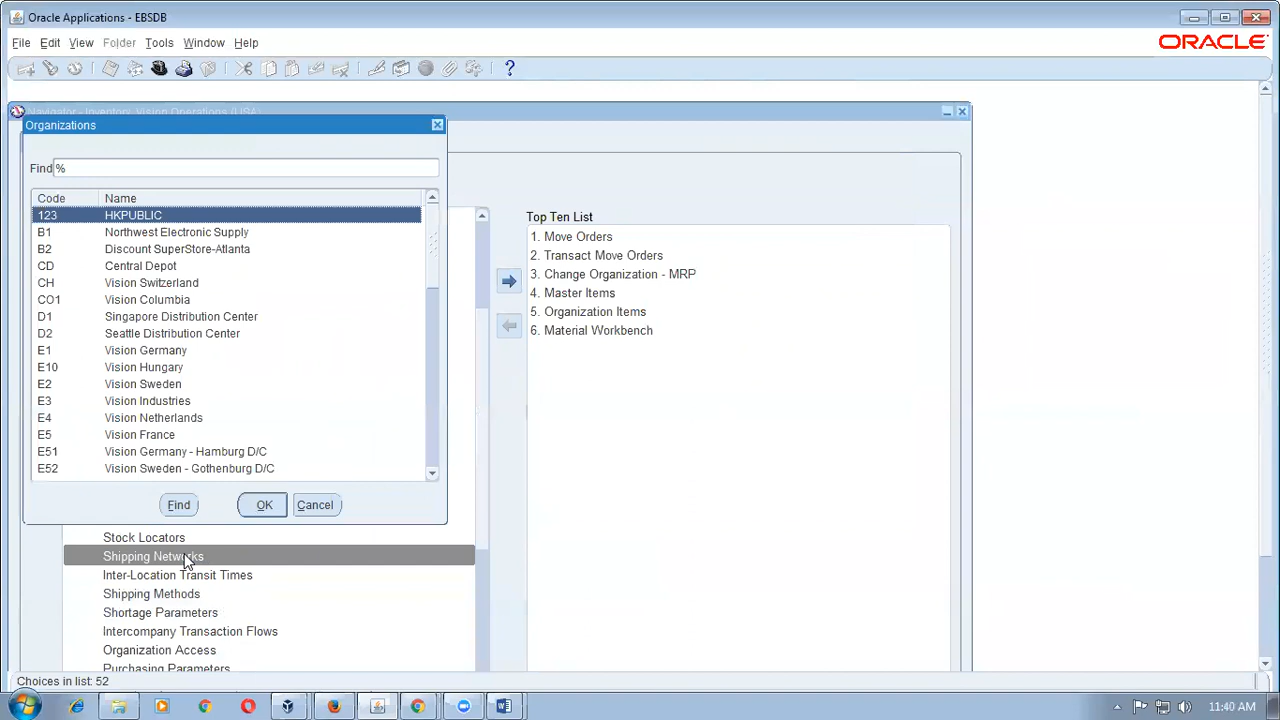 Oracle Applications - EBSDB
File Edit View Folder Tools Window Help
ORACLE
Navigator - Inventory, Vision Operations (USA)
Organizations
Find %
Code Name
123 HKPUBLIC
B1 Northwest Electronic Supply
B2 Discount SuperStore-Atlanta
CD Central Depot
CH Vision Switzerland
CO1 Vision Columbia
D1 Singapore Distribution Center
D2 Seattle Distribution Center
E1 Vision Germany
E10 Vision Hungary
E2 Vision Sweden
E3 Vision Industries
E4 Vision Netherlands
E5 Vision France
E51 Vision Germany - Hamburg D/C
E52 Vision Sweden - Gothenburg D/C
Find OK Cancel
Top Ten List
1. Move Orders
2. Transact Move Orders
3. Change Organization - MRP
4. Master Items
5. Organization Items
6. Material Workbench
Stock Locators
Shipping Networks
Inter-Location Transit Times
Shipping Methods
Shortage Parameters
Intercompany Transaction Flows
Organization Access
Purchasing Parameters
Choices in list: 52
11:40 AM